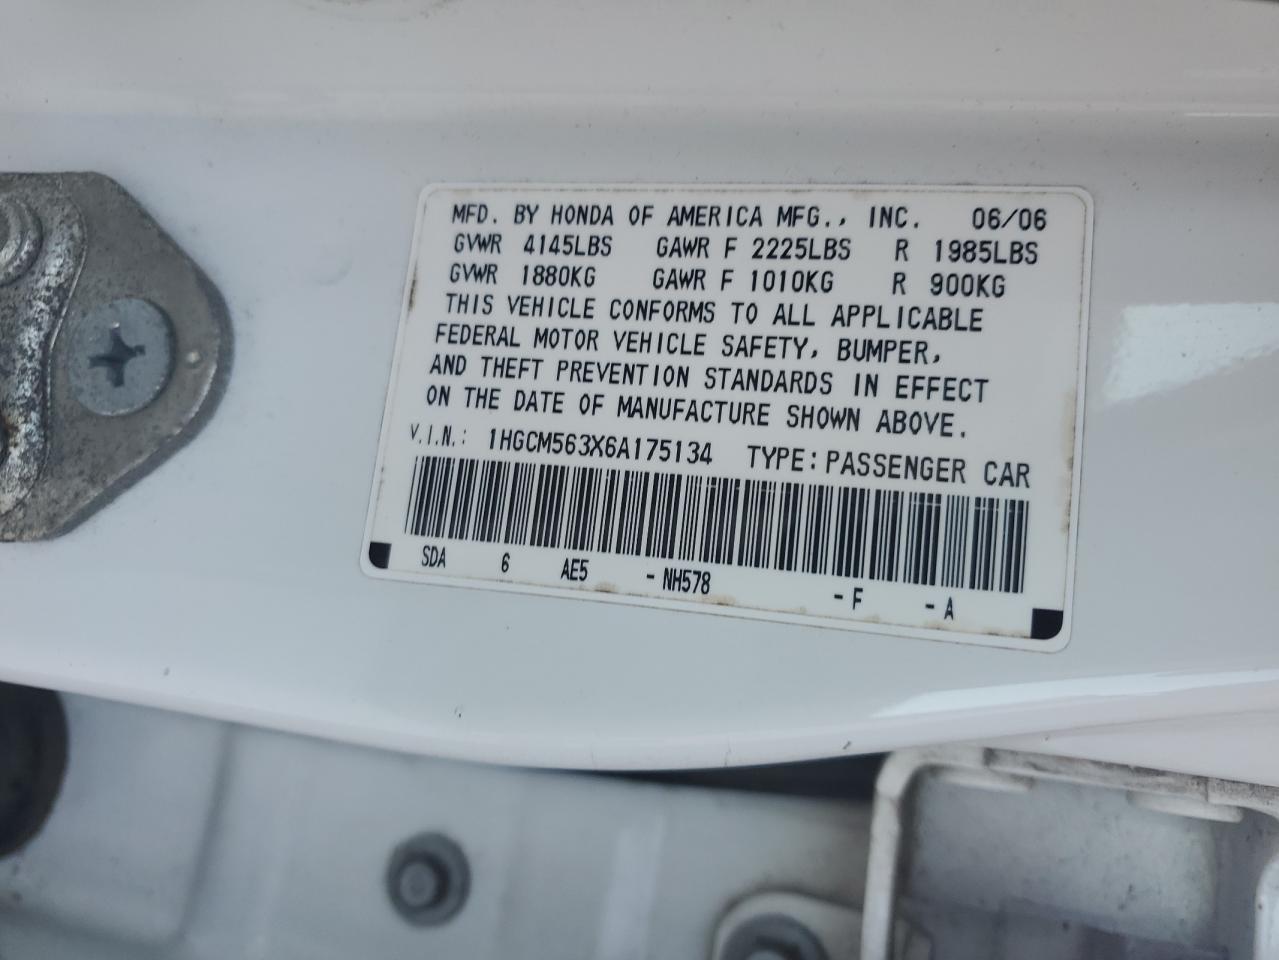 MFD. BY HONDA OF AMERICA MFG., INC. 06/06
GVWR 4145LBS GAWR F 2225LBS R 1985LBS
GVWR 1880KG GAWR F 1010KG R 900KG
THIS VEHICLE CONFORMS TO ALL APPLICABLE
FEDERAL MOTOR VEHICLE SAFETY, BUMPER,
AND THEFT PREVENTION STANDARDS IN EFFECT
ON THE DATE OF MANUFACTURE SHOWN ABOVE.
V.I.N.: 1HGCM563X6A175134 TYPE: PASSENGER CAR
SDA 6 AE5 - NH578 - F - A